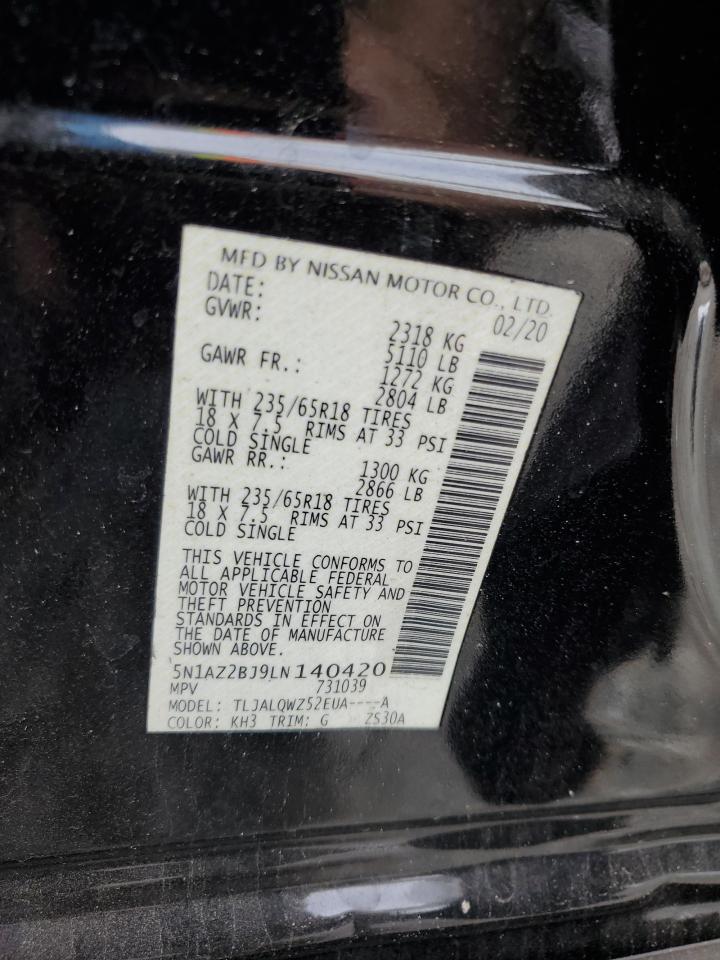 MFD BY NISSAN MOTOR CO., LTD.
DATE: 02/20
GVWR: 2318 KG
5110 LB
GAWR FR.: 1272 KG
2804 LB
WITH 235/65R18 TIRES
18 X 7.5 RIMS AT 33 PSI
COLD SINGLE
GAWR RR.: 1300 KG
2866 LB
WITH 235/65R18 TIRES
18 X 7.5 RIMS AT 33 PSI
COLD SINGLE
THIS VEHICLE CONFORMS TO
ALL APPLICABLE FEDERAL
MOTOR VEHICLE SAFETY AND
THEFT PREVENTION
STANDARDS IN EFFECT ON
THE DATE OF MANUFACTURE
SHOWN ABOVE.
5N1AZ2BJ9LN140420
MPV 731039
MODEL: TLJALQWZ52EUA----A
COLOR: KH3 TRIM: G ZS30A